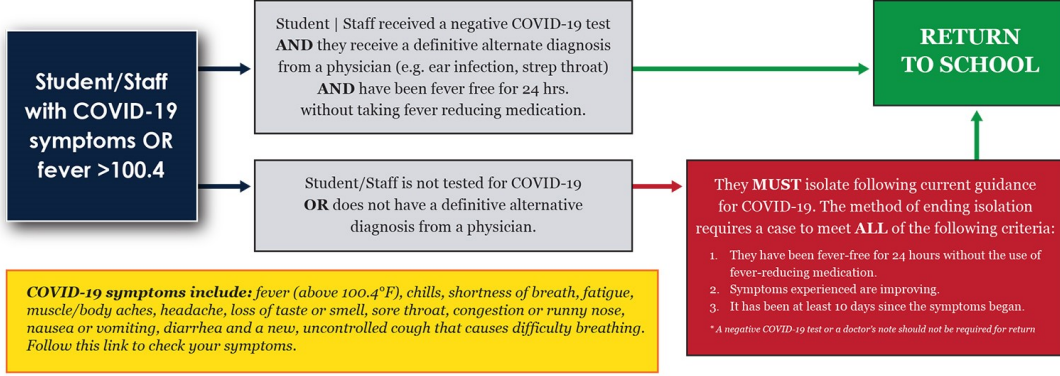 Student/Staff
with COVID-19
symptoms OR
fever >100.4
Student | Staff received a negative COVID-19 test
AND they receive a definitive alternate diagnosis
from a physician (e.g. ear infection, strep throat)
AND have been fever free for 24 hrs.
without taking fever reducing medication.
RETURN
TO SCHOOL
Student/Staff is not tested for COVID-19
OR does not have a definitive alternative
diagnosis from a physician.
They MUST isolate following current guidance
for COVID-19. The method of ending isolation
requires a case to meet ALL of the following criteria:
1. They have been fever-free for 24 hours without the use of
fever-reducing medication.
2. Symptoms experienced are improving.
3. It has been at least 10 days since the symptoms began.
* A negative COVID-19 test or a doctor's note should not be required for return
COVID-19 symptoms include: fever (above 100.4°F), chills, shortness of breath, fatigue,
muscle/body aches, headache, loss of taste or smell, sore throat, congestion or runny nose,
nausea or vomiting, diarrhea and a new, uncontrolled cough that causes difficulty breathing.
Follow this link to check your symptoms.